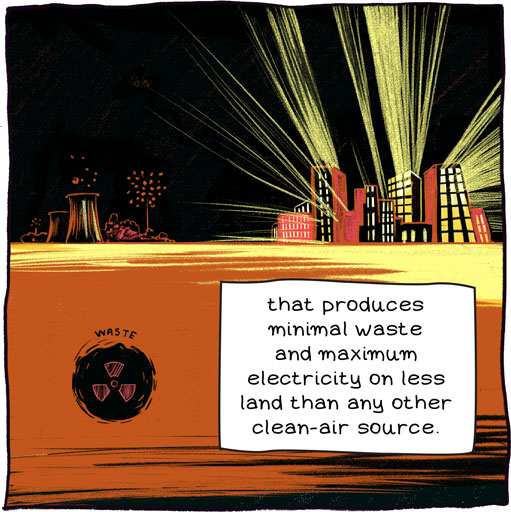 WASTE
that produces
minimal waste
and maximum
electricity on less
land than any other
clean-air source.